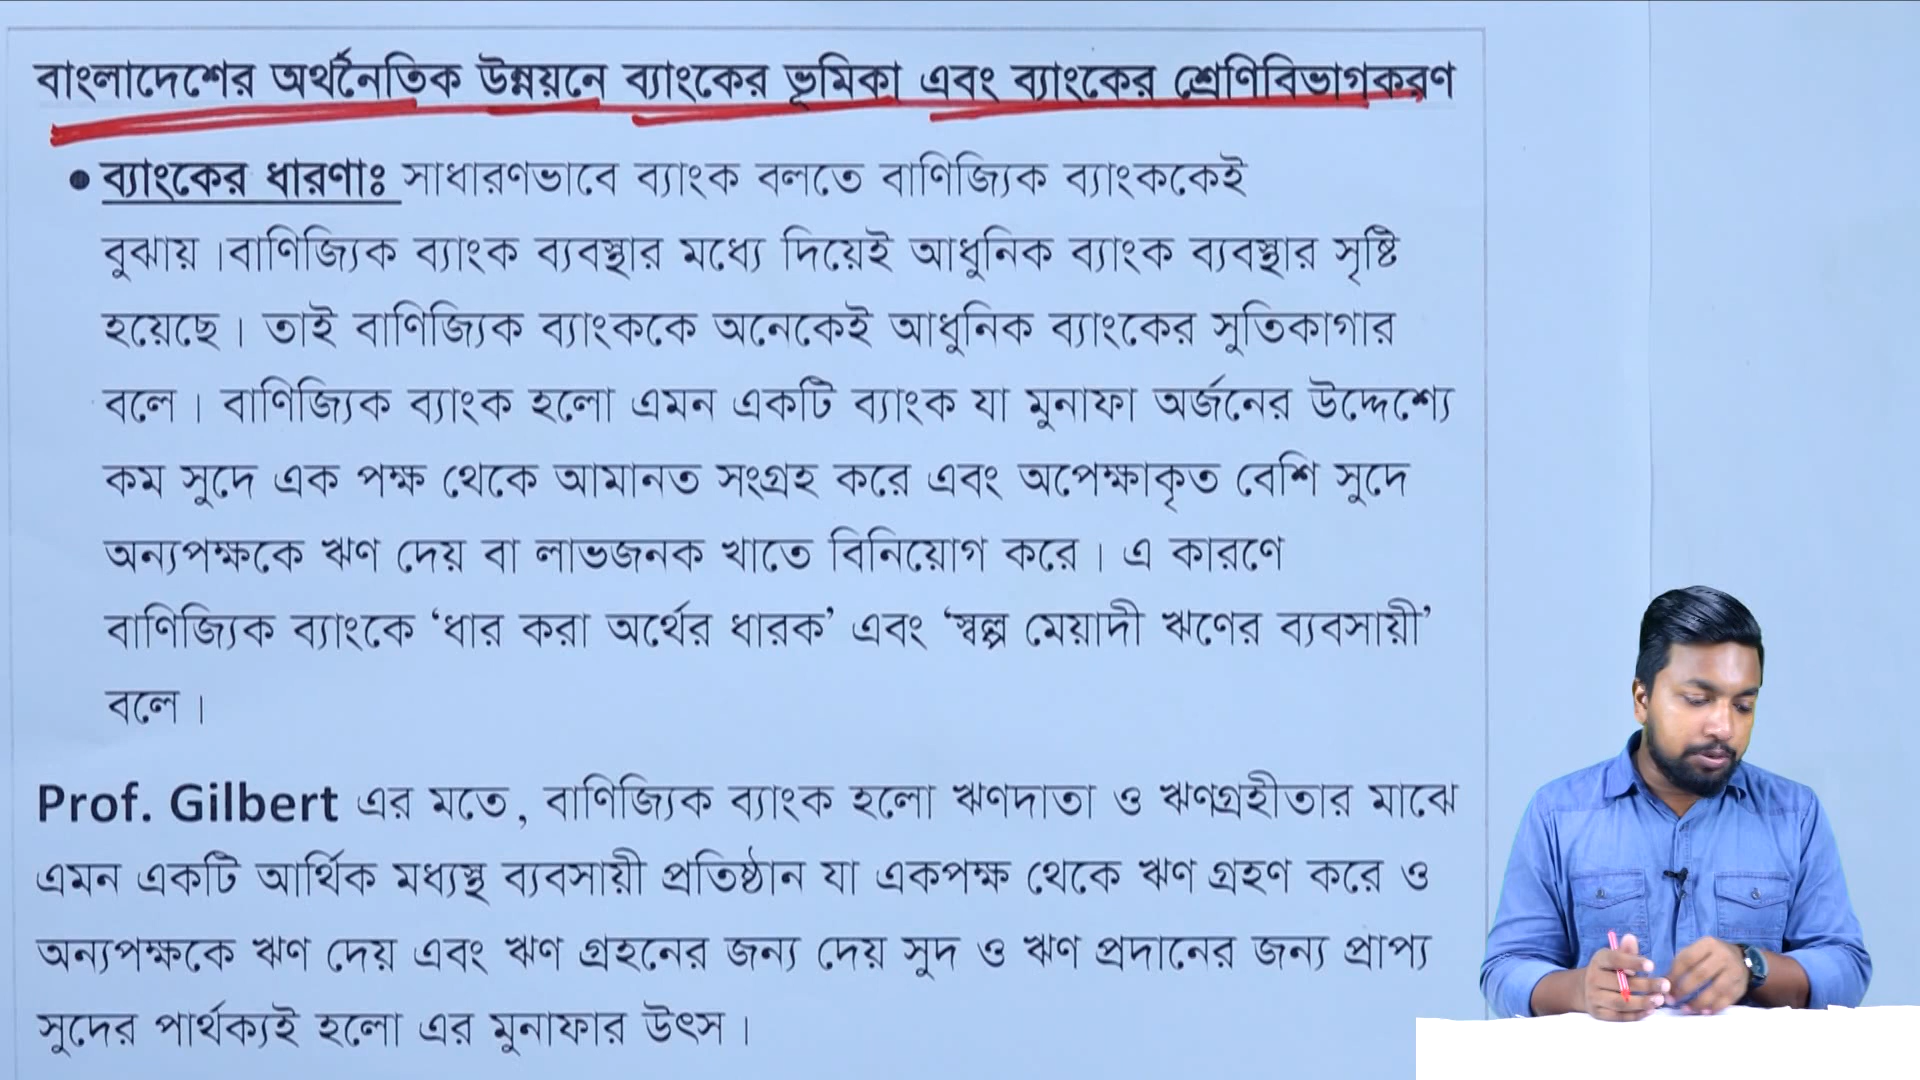 বাংলাদেশের অর্থনৈতিক উন্নয়নে ব্যাংকের ভূমিকা এবং ব্যাংকের শ্রেণিবিভাগকরণ
• ব্যাংকের ধারণাঃ সাধারণভাবে ব্যাংক বলতে বাণিজ্যিক ব্যাংককেই
বুঝায় ।বাণিজ্যিক ব্যাংক ব্যবস্থার মধ্যে দিয়েই আধুনিক ব্যাংক ব্যবস্থার সৃষ্টি
হয়েছে । তাই বাণিজ্যিক ব্যাংককে অনেকেই আধুনিক ব্যাংকের সুতিকাগার
বলে । বাণিজ্যিক ব্যাংক হলো এমন একটি ব্যাংক যা মুনাফা অর্জনের উদ্দেশ্যে
কম সুদে এক পক্ষ থেকে আমানত সংগ্রহ করে এবং অপেক্ষাকৃত বেশি সুদে
অন্যপক্ষকে ঋণ দেয় বা লাভজনক খাতে বিনিয়োগ করে । এ কারণে
বাণিজ্যিক ব্যাংকে ‘ধার করা অর্থের ধারক’ এবং ‘স্বল্প মেয়াদী ঋণের ব্যবসায়ী’
বলে ।
Prof. Gilbert এর মতে, বাণিজ্যিক ব্যাংক হলো ঋণদাতা ও ঋণগ্রহীতার মাঝে
এমন একটি আর্থিক মধ্যস্থ ব্যবসায়ী প্রতিষ্ঠান যা একপক্ষ থেকে ঋণ গ্রহণ করে ও
অন্যপক্ষকে ঋণ দেয় এবং ঋণ গ্রহনের জন্য দেয় সুদ ও ঋণ প্রদানের জন্য প্রাপ্য
সুদের পার্থক্যই হলো এর মুনাফার উৎস ।